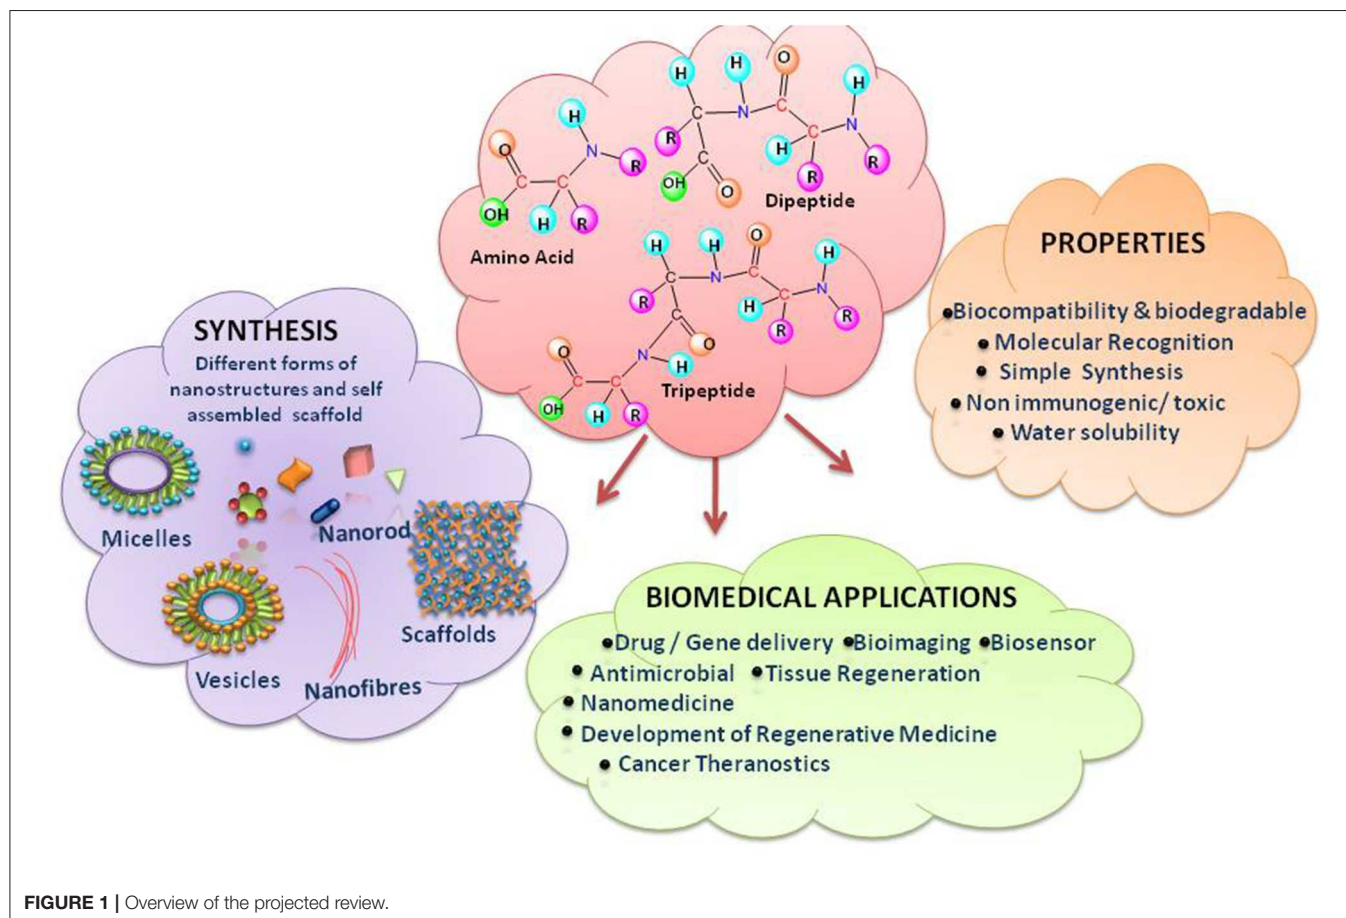 H
O
N
R
C
C
OH
H
R
Amino Acid
H
H
O
H
C
N
C
R
C
N
H
C
R
OH
O
R
Dipeptide
H
H
O
H
C
N
C
R
C
N
H
R
C
R
O
O
N
H
C
C
OH
H
R
Tripeptide
PROPERTIES
•Biocompatibility & biodegradable
• Molecular Recognition
• Simple Synthesis
• Non immunogenic/ toxic
• Water solubility
SYNTHESIS
Different forms of
nanostructures and self
assembled scaffold
Micelles
Nanorod
Scaffolds
Vesicles
Nanofibres
BIOMEDICAL APPLICATIONS
•Drug / Gene delivery •Bioimaging •Biosensor
• Antimicrobial •Tissue Regeneration
• Nanomedicine
• Development of Regenerative Medicine
• Cancer Theranostics
FIGURE 1 | Overview of the projected review.